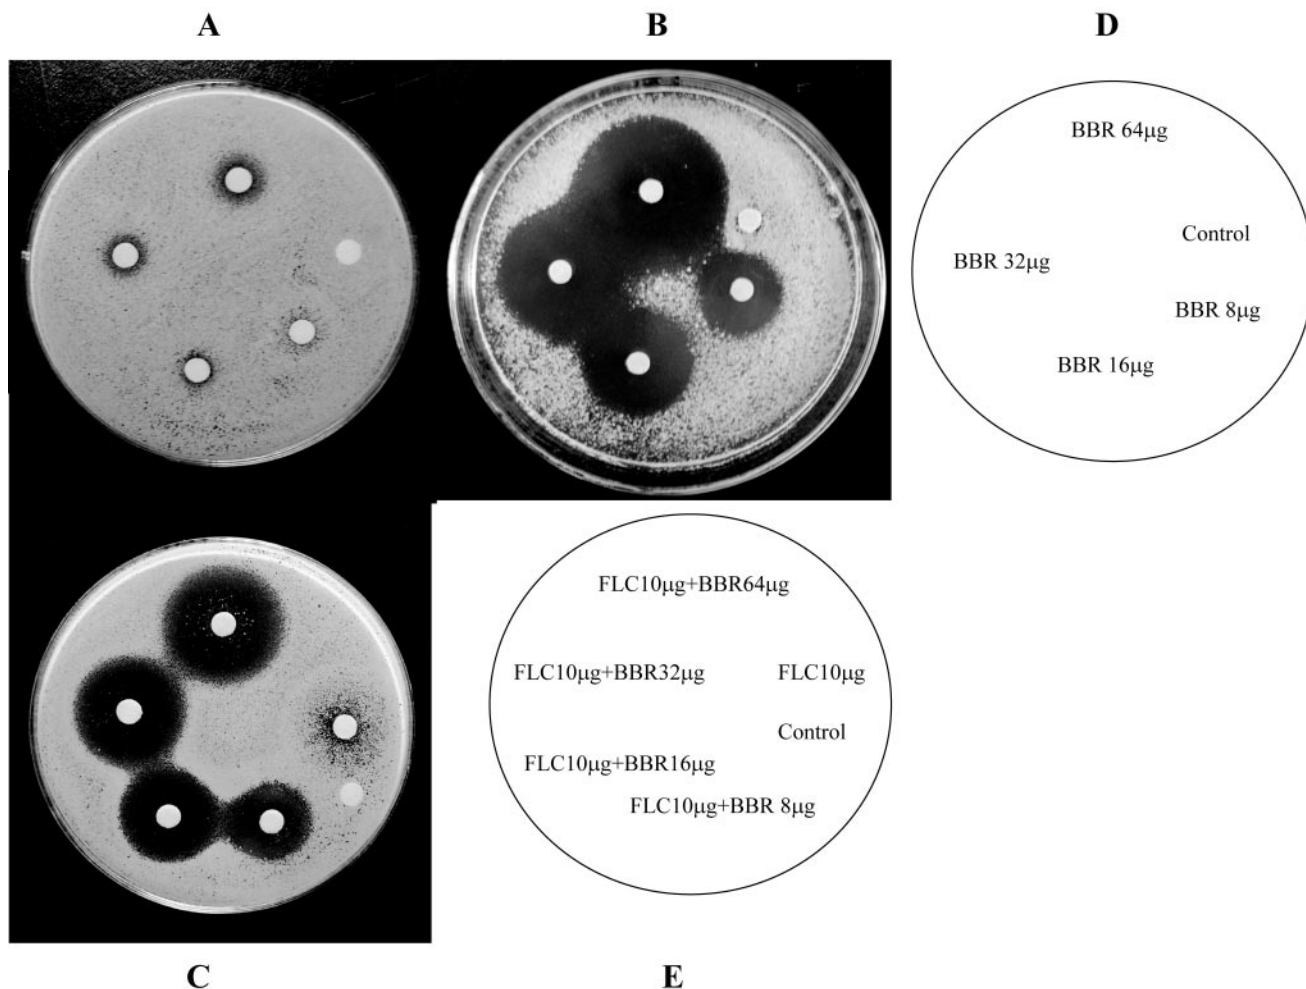 A
B
D
BBR 64μg
Control
BBR 32μg
BBR 8μg
BBR 16μg
FLC10μg+BBR64μg
FLC10μg+BBR32μg
FLC10μg
Control
FLC10μg+BBR16μg
FLC10μg+BBR 8μg
C
E